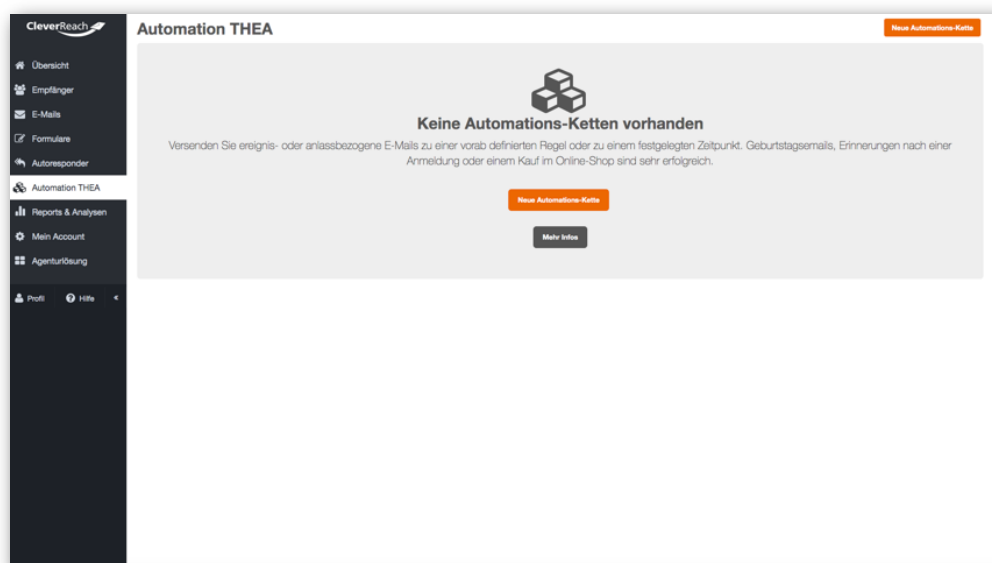 CleverReach
Übersicht
Empfänger
E-Mails
Formulare
Autoresponder
Automation THEA
Reports & Analysen
Mein Account
Agenturlösung
Profil
Hilfe
Automation THEA
Neue Automations-Kette
Keine Automations-Ketten vorhanden
Versenden Sie ereignis- oder anlassbezogene E-Mails zu einer vorab definierten Regel oder zu einem festgelegten Zeitpunkt. Geburtstagsemails, Erinnerungen nach einer
Anmeldung oder einem Kauf im Online-Shop sind sehr erfolgreich.
Neue Automations-Kette
Mehr Infos